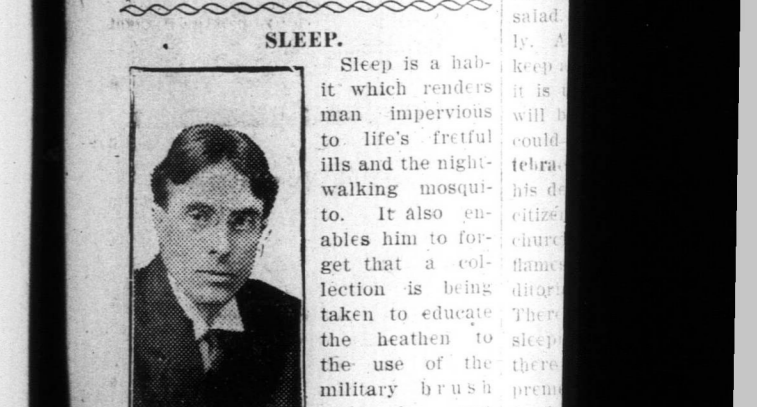 SLEEP.
Sleep is a hab-
it which renders
man impervious
to life's fretful
ills and the night-
walking mosqui-
to. It also en-
ables him to for-
get that a col-
lection is being
taken to educate
the heathen to
the use of the
military brush
salad.
ly.
keep
it is
will
could
tebra
his
citize
church
flame
ditar
Ther
sleep
there
prem